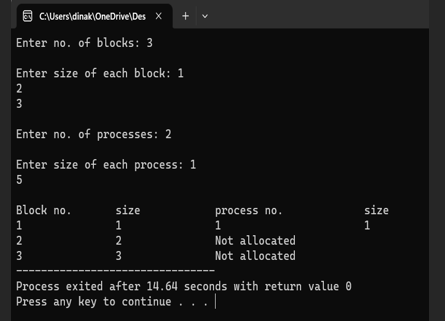 C:\Users\dinak\OneDrive\Des
Enter no. of blocks: 3
Enter size of each block: 1
2
3
Enter no. of processes: 2
Enter size of each process: 1
5
Block no. size process no. size
1 1 1 1
2 2 Not allocated
3 3 Not allocated
--------------------------------
Process exited after 14.64 seconds with return value 0
Press any key to continue . . .